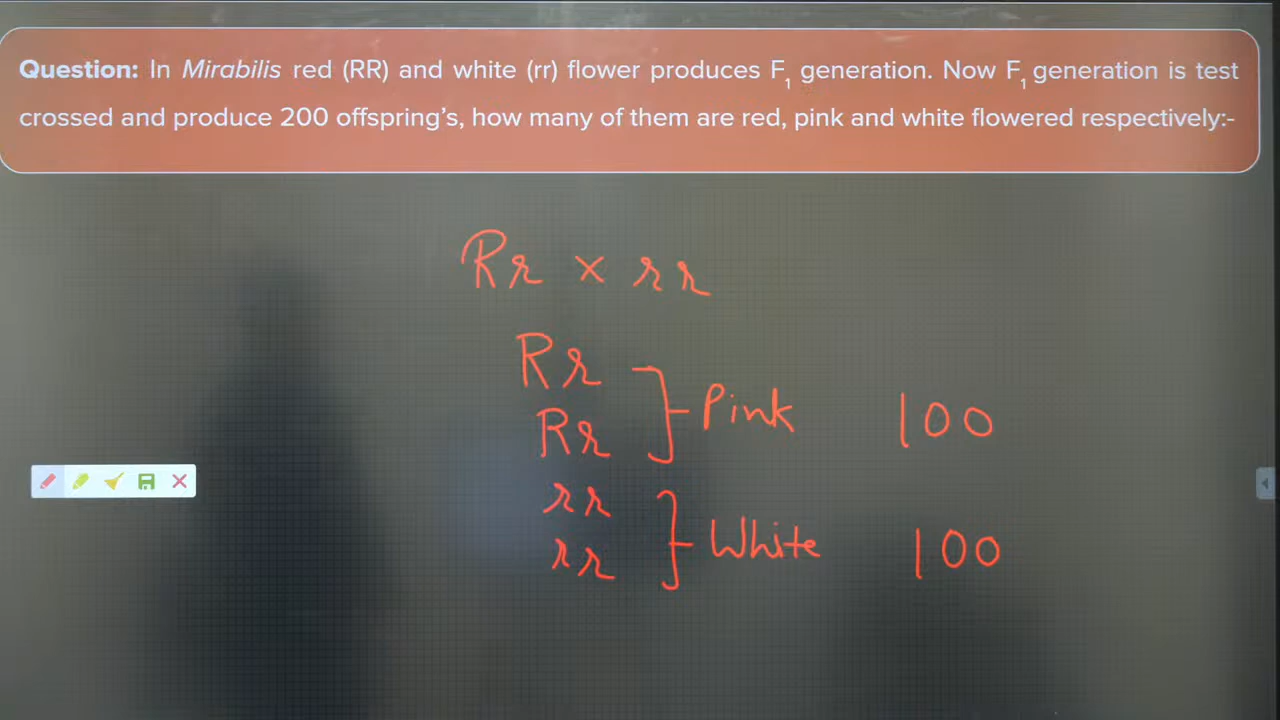 Question: In Mirabilis red (RR) and white (rr) flower produces F₁ generation. Now F₁ generation is test
crossed and produce 200 offspring's, how many of them are red, pink and white flowered respectively:-
Rr × rr
Rr
Rr
Pink 100
rr
rr
White 100